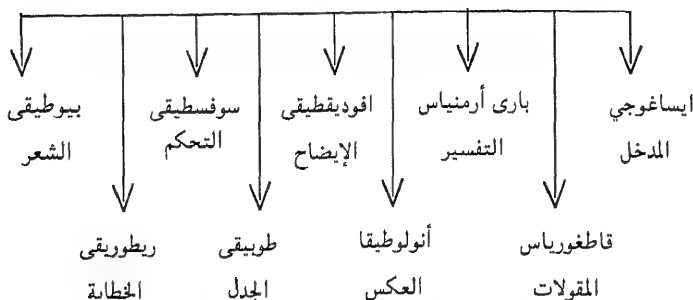 ايساغوجي
المدخل
قاطغورياس
المقولات
بارى أرمنياس
التفسير
أنولوطيقا
العكس
افوديقطيقى
الإيضاح
طوبيقى
الجدل
سوفسطيقى
التحكم
ريطوريقى
الخطابة
بيوطيقى
الشعر